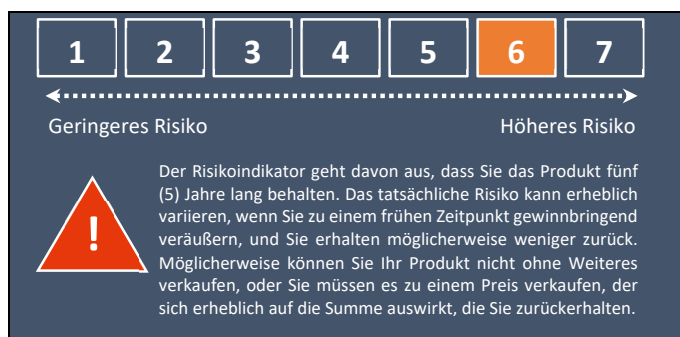 1 2 3 4 5 6 7
Geringeres Risiko Höheres Risiko
Der Risikoindikator geht davon aus, dass Sie das Produkt fünf
(5) Jahre lang behalten. Das tatsächliche Risiko kann erheblich
variieren, wenn Sie zu einem frühen Zeitpunkt gewinnbringend
veräußern, und Sie erhalten möglicherweise weniger zurück.
Möglicherweise können Sie Ihr Produkt nicht ohne Weiteres
verkaufen, oder Sie müssen es zu einem Preis verkaufen, der
sich erheblich auf die Summe auswirkt, die Sie zurückerhalten.
!